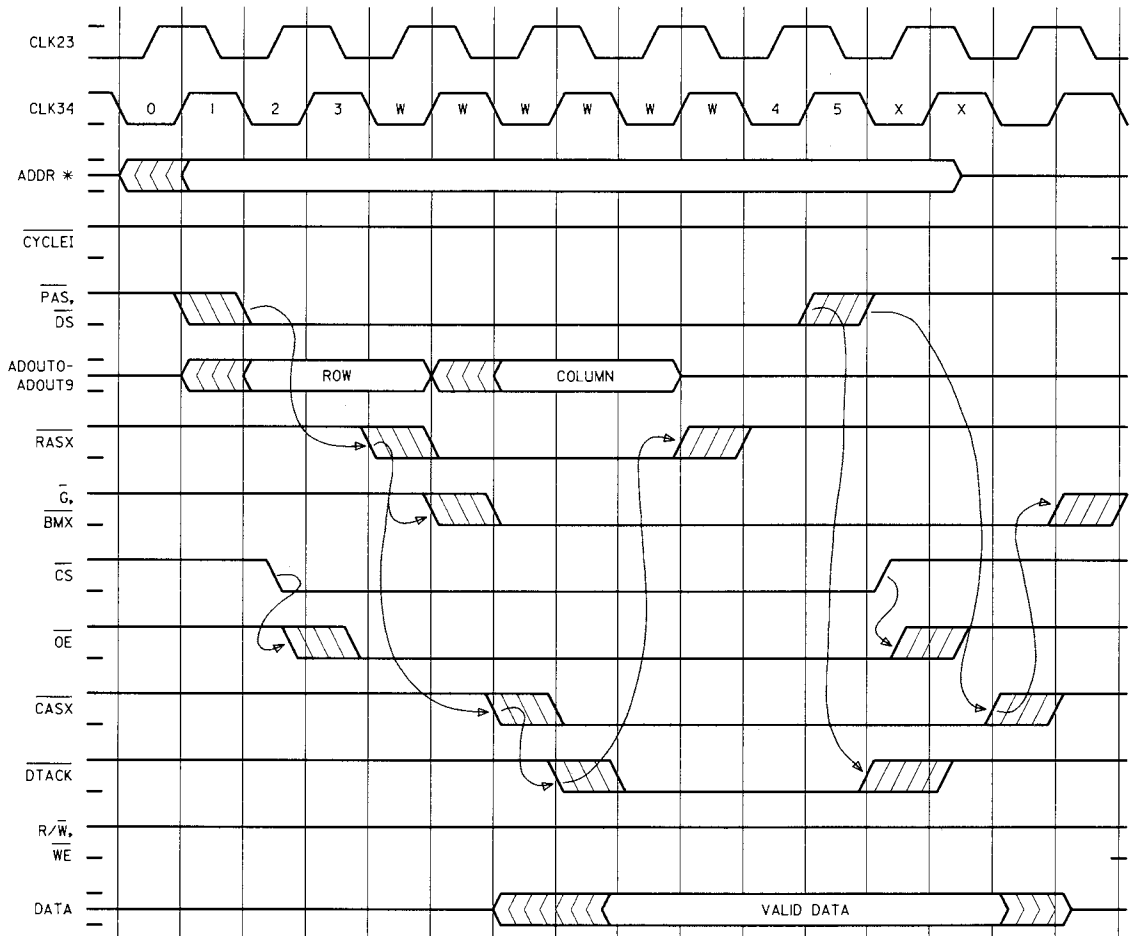 CLK23
CLK34 0 1 2 3 W W W W W W 4 5 X X
ADDR *
CYCLEI
PAS,
DS
ADOUT0-
ADOUT9
ROW COLUMN
RASX
G,
BMX
CS
OE
CASX
DTACK
R/W,
WE
DATA VALID DATA